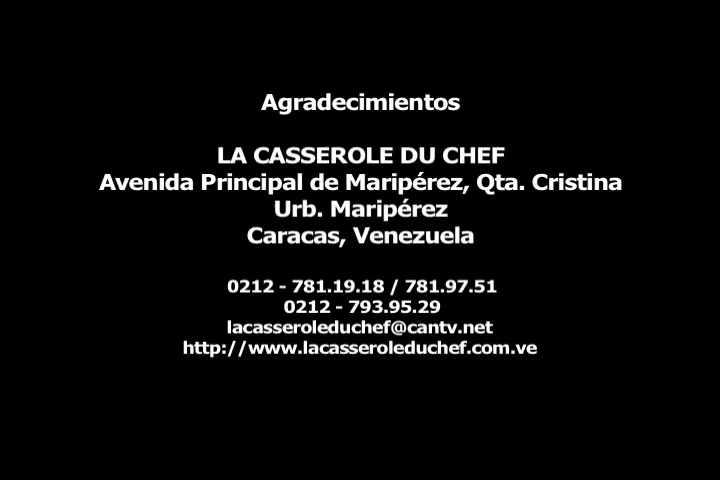 Agradecimientos
LA CASSEROLE DU CHEF
Avenida Principal de Maripérez, Qta. Cristina
Urb. Maripérez
Caracas, Venezuela
0212 - 781.19.18 / 781.97.51
0212 - 793.95.29
lacasseroleduchef@cantv.net
http://www.lacasseroleduchef.com.ve